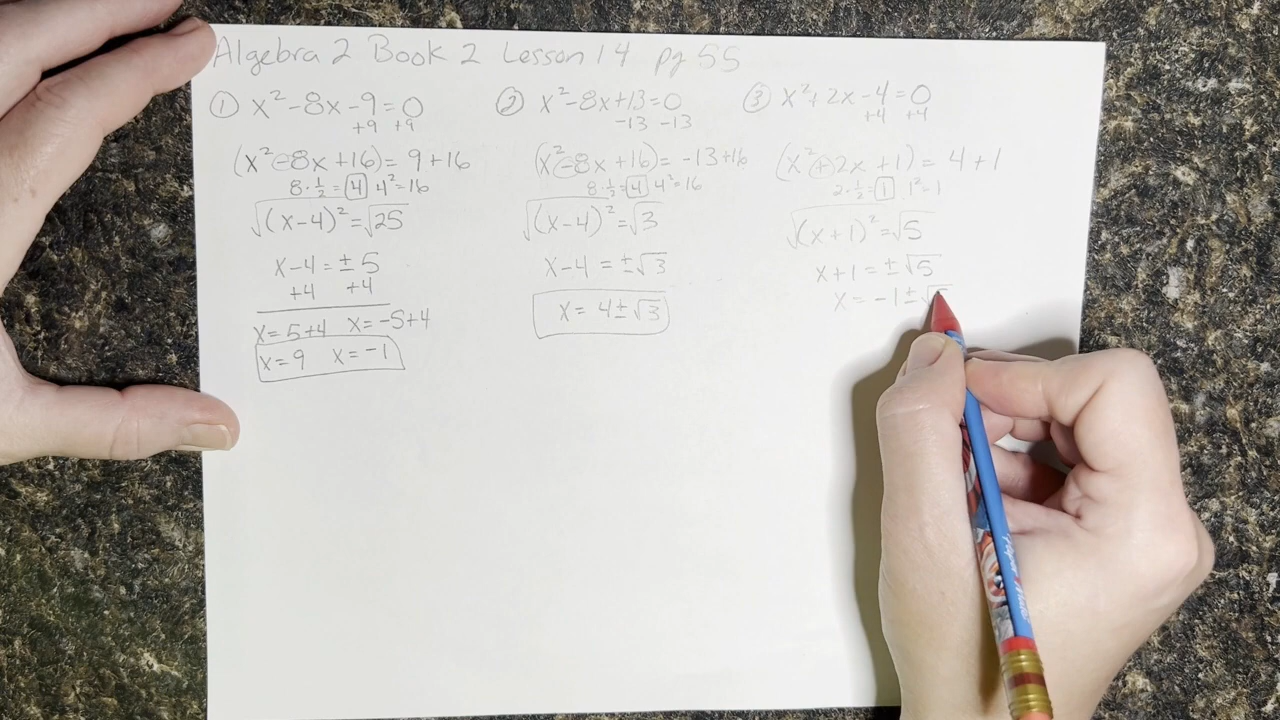 Algebra 2 Book 2 Lesson 14 pg 55
① x²-8x-9=0
+9 +9
(x²-8x+16)= 9+16
8·½=4 4²=16
√(x-4)²=√25
x-4=±5
+4 +4
x=5+4 x=-5+4
x=9 x=-1
② x²-8x+13=0
-13 -13
(x²-8x+16)= -13+16
8·½=4 4²=16
√(x-4)²=√3
x-4=±√3
x=4±√3
③ x²+2x-4=0
+4 +4
(x²+2x+1)= 4+1
2·½=1 1²=1
√(x+1)²=√5
x+1=±√5
x=-1±√